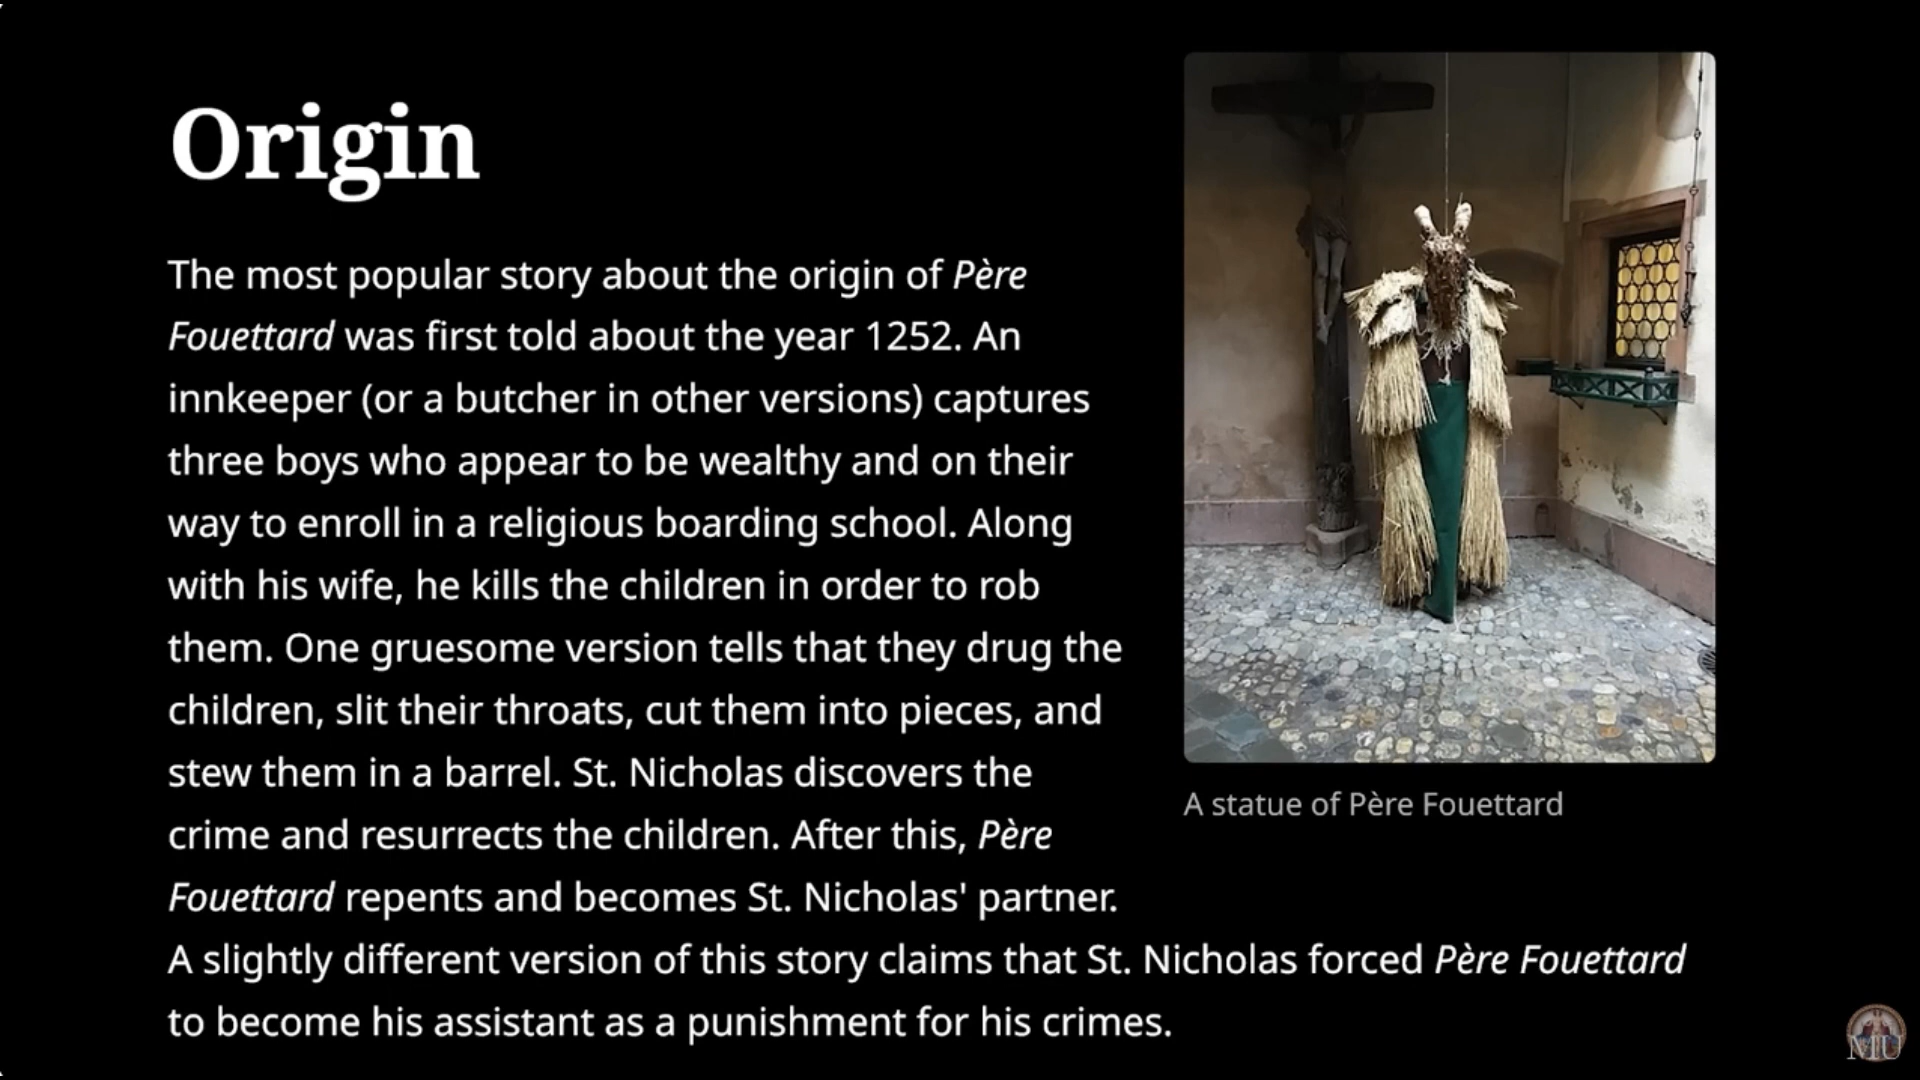 Origin
The most popular story about the origin of Père
Fouettard was first told about the year 1252. An
innkeeper (or a butcher in other versions) captures
three boys who appear to be wealthy and on their
way to enroll in a religious boarding school. Along
with his wife, he kills the children in order to rob
them. One gruesome version tells that they drug the
children, slit their throats, cut them into pieces, and
stew them in a barrel. St. Nicholas discovers the
crime and resurrects the children. After this, Père
Fouettard repents and becomes St. Nicholas' partner.
A slightly different version of this story claims that St. Nicholas forced Père Fouettard
to become his assistant as a punishment for his crimes.
A statue of Père Fouettard
MU